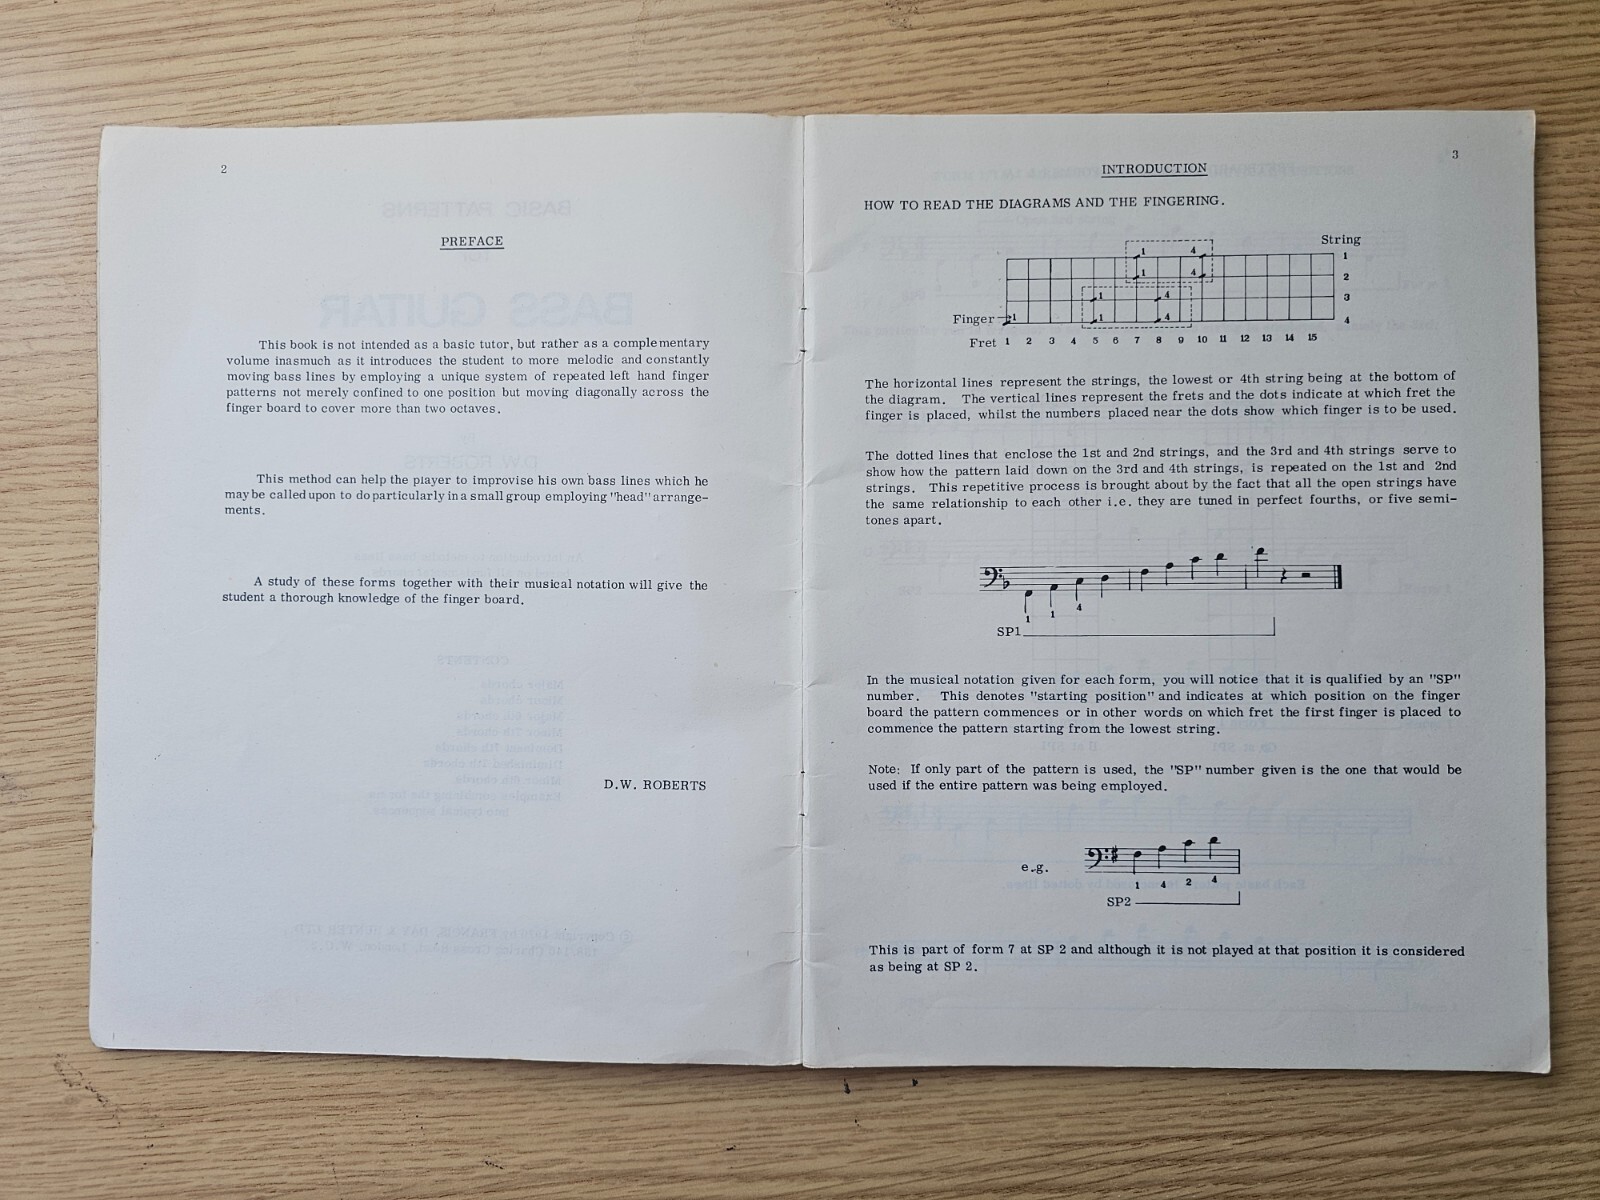 2
PREFACE
This book is not intended as a basic tutor, but rather as a complementary
volume inasmuch as it introduces the student to more melodic and constantly
moving bass lines by employing a unique system of repeated left hand finger
patterns not merely confined to one position but moving diagonally across the
finger board to cover more than two octaves.
This method can help the player to improvise his own bass lines which he
may be called upon to do particularly in a small group employing "head" arrange-
ments.
A study of these forms together with their musical notation will give the
student a thorough knowledge of the finger board.
D.W. ROBERTS
3
INTRODUCTION
HOW TO READ THE DIAGRAMS AND THE FINGERING.
String
1 4 1
1 4 2
1 4 3
Finger 1 1 4 4
Fret 1 2 3 4 5 6 7 8 9 10 11 12 13 14 15
The horizontal lines represent the strings, the lowest or 4th string being at the bottom of
the diagram. The vertical lines represent the frets and the dots indicate at which fret the
finger is placed, whilst the numbers placed near the dots show which finger is to be used.
The dotted lines that enclose the 1st and 2nd strings, and the 3rd and 4th strings serve to
show how the pattern laid down on the 3rd and 4th strings, is repeated on the 1st and 2nd
strings. This repetitive process is brought about by the fact that all the open strings have
the same relationship to each other i.e. they are tuned in perfect fourths, or five semi-
tones apart.
1 1 4
SP1
In the musical notation given for each form, you will notice that it is qualified by an "SP"
number. This denotes "starting position" and indicates at which position on the finger
board the pattern commences or in other words on which fret the first finger is placed to
commence the pattern starting from the lowest string.
Note: If only part of the pattern is used, the "SP" number given is the one that would be
used if the entire pattern was being employed.
e.g.
1 4 2 4
SP2
This is part of form 7 at SP 2 and although it is not played at that position it is considered
as being at SP 2.